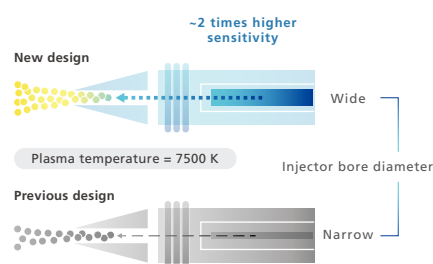 ~2 times higher
sensitivity
New design
Wide
Plasma temperature = 7500 K
Injector bore diameter
Previous design
Narrow